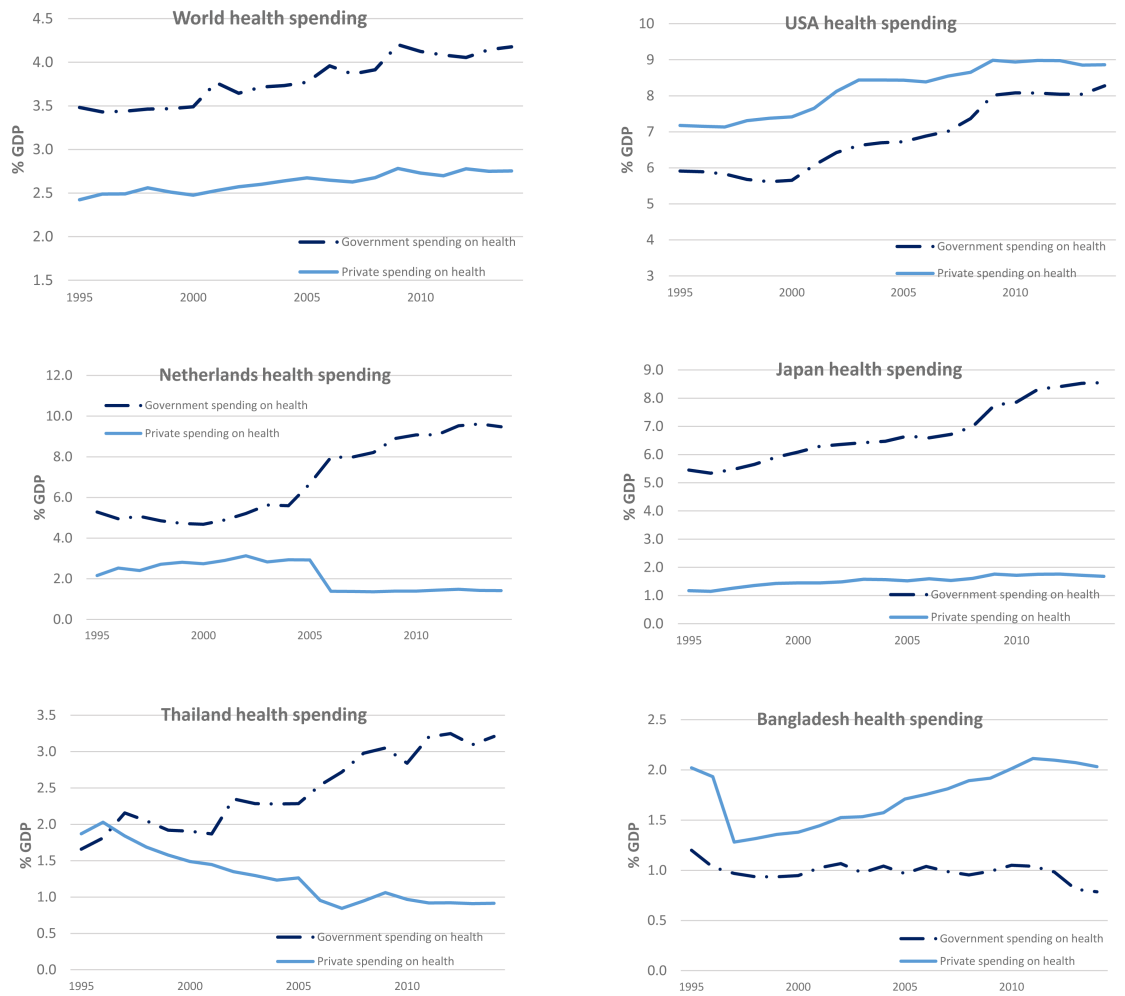 World health spending
4.5
4.0
3.5
3.0
2.5
2.0
1.5
% GDP
Government spending on health
Private spending on health
1995 2000 2005 2010
USA health spending
10
9
8
7
6
5
4
3
% GDP
Government spending on health
Private spending on health
1995 2000 2005 2010
Netherlands health spending
12.0
10.0
8.0
6.0
4.0
2.0
0.0
% GDP
Government spending on health
Private spending on health
1995 2000 2005 2010
Japan health spending
9.0
8.0
7.0
6.0
5.0
4.0
3.0
2.0
1.0
0.0
% GDP
Government spending on health
Private spending on health
1995 2000 2005 2010
Thailand health spending
3.5
3.0
2.5
2.0
1.5
1.0
0.5
0.0
% GDP
Government spending on health
Private spending on health
1995 2000 2005 2010
Bangladesh health spending
2.5
2.0
1.5
1.0
0.5
0.0
% GDP
Government spending on health
Private spending on health
1995 2000 2005 2010